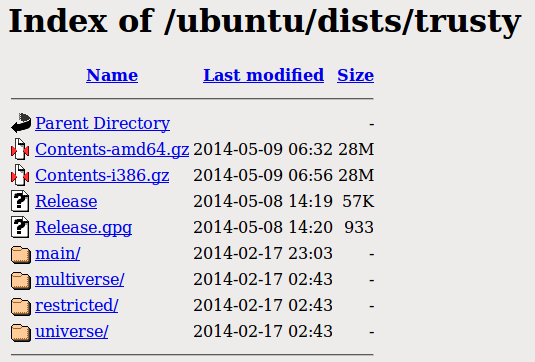 Index of /ubuntu/dists/trusty
Name Last modified Size
Parent Directory -
Contents-amd64.gz 2014-05-09 06:32 28M
Contents-i386.gz 2014-05-09 06:56 28M
Release 2014-05-08 14:19 57K
Release.gpg 2014-05-08 14:20 933
main/ 2014-02-17 23:03 -
multiverse/ 2014-02-17 02:43 -
restricted/ 2014-02-17 02:43 -
universe/ 2014-02-17 02:43 -